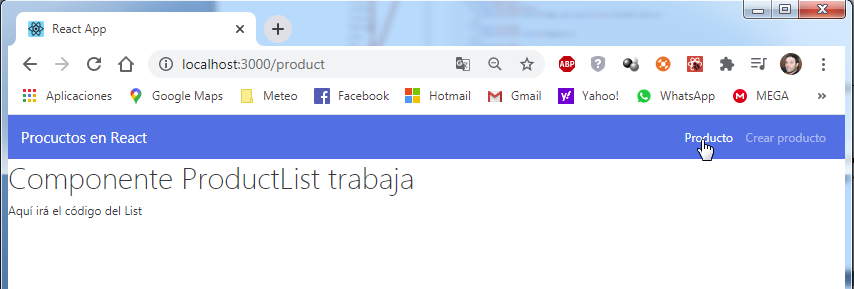 React App
localhost:3000/product
ABP
Aplicaciones Google Maps Meteo Facebook Hotmail Gmail Yahoo! WhatsApp MEGA »
Procuctos en React Producto Crear producto
Componente ProductList trabaja
Aquí irá el código del List